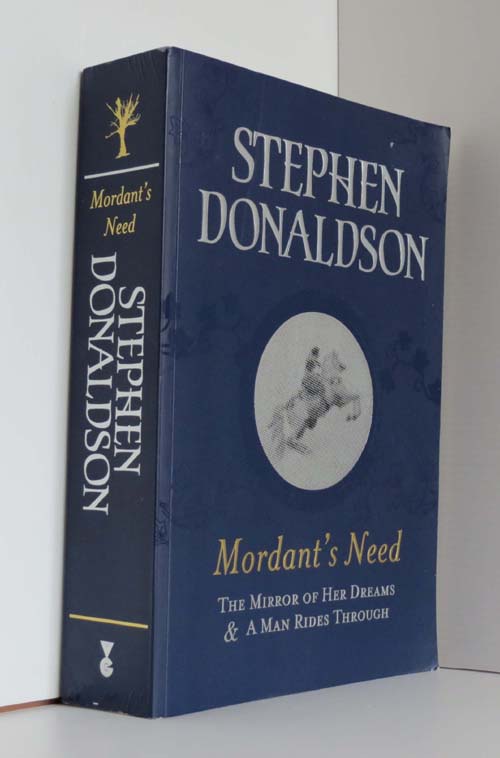 Mordant's
Need
STEPHEN
DONALDSON
STEPHEN
DONALDSON
Mordant's Need
THE MIRROR OF HER DREAMS
& A MAN RIDES THROUGH